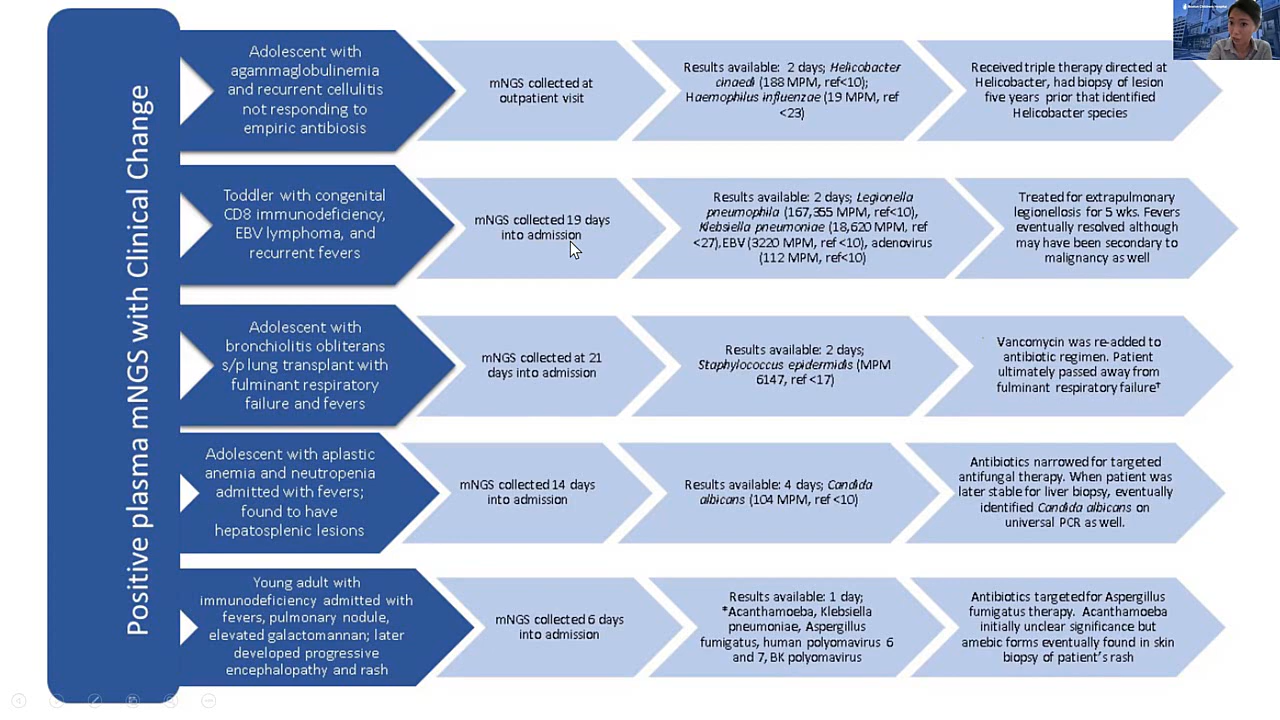 Positive plasma mNGS with Clinical Change
Adolescent with
agammaglobulinemia
and recurrent cellulitis
not responding to
empiric antibiosis
mNGS collected at
outpatient visit
Results available: 2 days; Helicobacter
cinaedi (188 MPM, ref<10);
Haemophilus influenzae (19 MPM, ref
<23)
Received triple therapy directed at
Helicobacter, had biopsy of lesion
five years prior that identified
Helicobacter species
Toddler with congenital
CD8 immunodeficiency,
EBV lymphoma, and
recurrent fevers
mNGS collected 19 days
into admission
Results available: 2 days; Legionella
pneumophila (167,355 MPM, ref<10),
Klebsiella pneumoniae (18,620 MPM, ref
<27),EBV (3220 MPM, ref <10), adenovirus
(112 MPM, ref<10)
Treated for extrapulmonary
legionellosis for 5 wks. Fevers
eventually resolved although
may have been secondary to
malignancy as well
Adolescent with
bronchiolitis obliterans
s/p lung transplant with
fulminant respiratory
failure and fevers
mNGS collected at 21
days into admission
Results available: 2 days;
Staphylococcus epidermidis (MPM
6147, ref <17)
Vancomycin was re-added to
antibiotic regimen. Patient
ultimately passed away from
fulminant respiratory failure†
Adolescent with aplastic
anemia and neutropenia
admitted with fevers;
found to have
hepatosplenic lesions
mNGS collected 14 days
into admission
Results available: 4 days; Candida
albicans (104 MPM, ref <10)
Antibiotics narrowed for targeted
antifungal therapy. When patient was
later stable for liver biopsy, eventually
identified Candida albicans on
universal PCR as well.
Young adult with
immunodeficiency admitted with
fevers, pulmonary nodule,
elevated galactomannan; later
developed progressive
encephalopathy and rash
mNGS collected 6 days
into admission
Results available: 1 day;
*Acanthamoeba, Klebsiella
pneumoniae, Aspergillus
fumigatus, human polyomavirus 6
and 7, BK polyomavirus
Antibiotics targeted for Aspergillus
fumigatus therapy. Acanthamoeba
initially unclear significance but
amebic forms eventually found in skin
biopsy of patient's rash